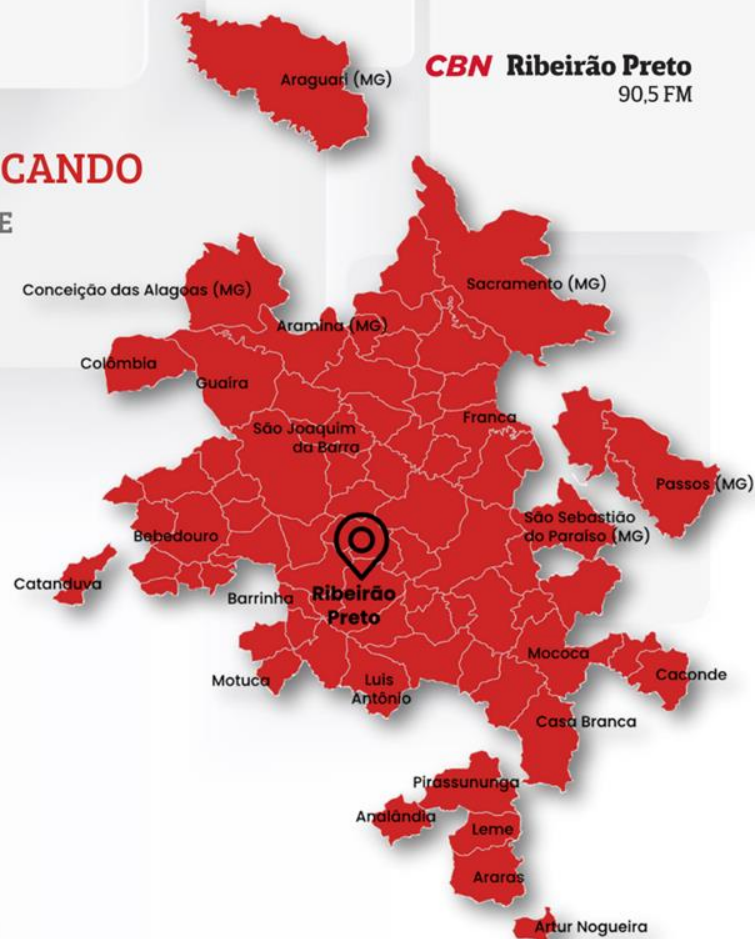 Araguari (MG)
CBN Ribeirão Preto
90,5 FM
CANDO
E
Conceição das Alagoas (MG)
Sacramento (MG)
Aramina (MG)
Colômbia
Guaíra
Franca
São Joaquim
da Barra
Passos (MG)
São Sebastião
do Paraíso (MG)
Bebedouro
Catanduva
Barrinha
Ribeirão
Preto
Mococa
Caconde
Motuca
Luis
Antônio
Casa Branca
Pirassununga
Analândia
Leme
Araras
Artur Nogueira